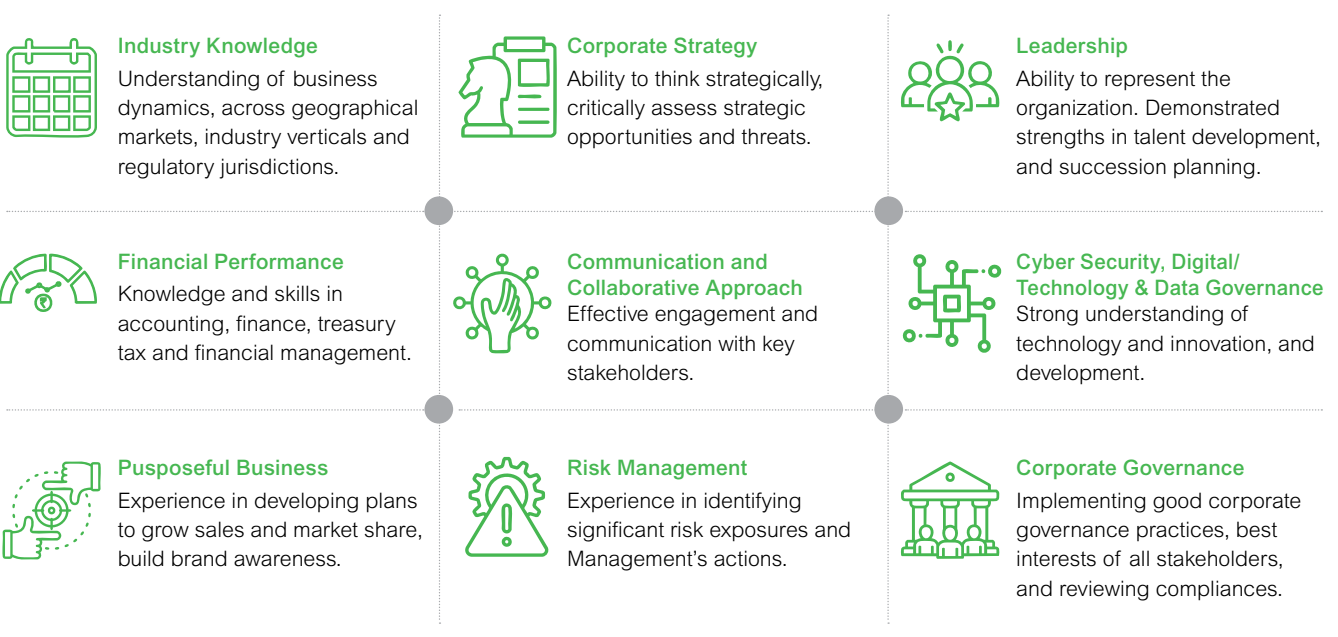 Industry Knowledge
Understanding of business
dynamics, across geographical
markets, industry verticals and
regulatory jurisdictions.
Corporate Strategy
Ability to think strategically,
critically assess strategic
opportunities and threats.
Leadership
Ability to represent the
organization. Demonstrated
strengths in talent development,
and succession planning.
Financial Performance
Knowledge and skills in
accounting, finance, treasury
tax and financial management.
₹
Communication and
Collaborative Approach
Effective engagement and
communication with key
stakeholders.
Cyber Security, Digital/
Technology & Data Governance
Strong understanding of
technology and innovation, and
development.
Pusposeful Business
Experience in developing plans
to grow sales and market share,
build brand awareness.
Risk Management
Experience in identifying
significant risk exposures and
Management's actions.
Corporate Governance
Implementing good corporate
governance practices, best
interests of all stakeholders,
and reviewing compliances.